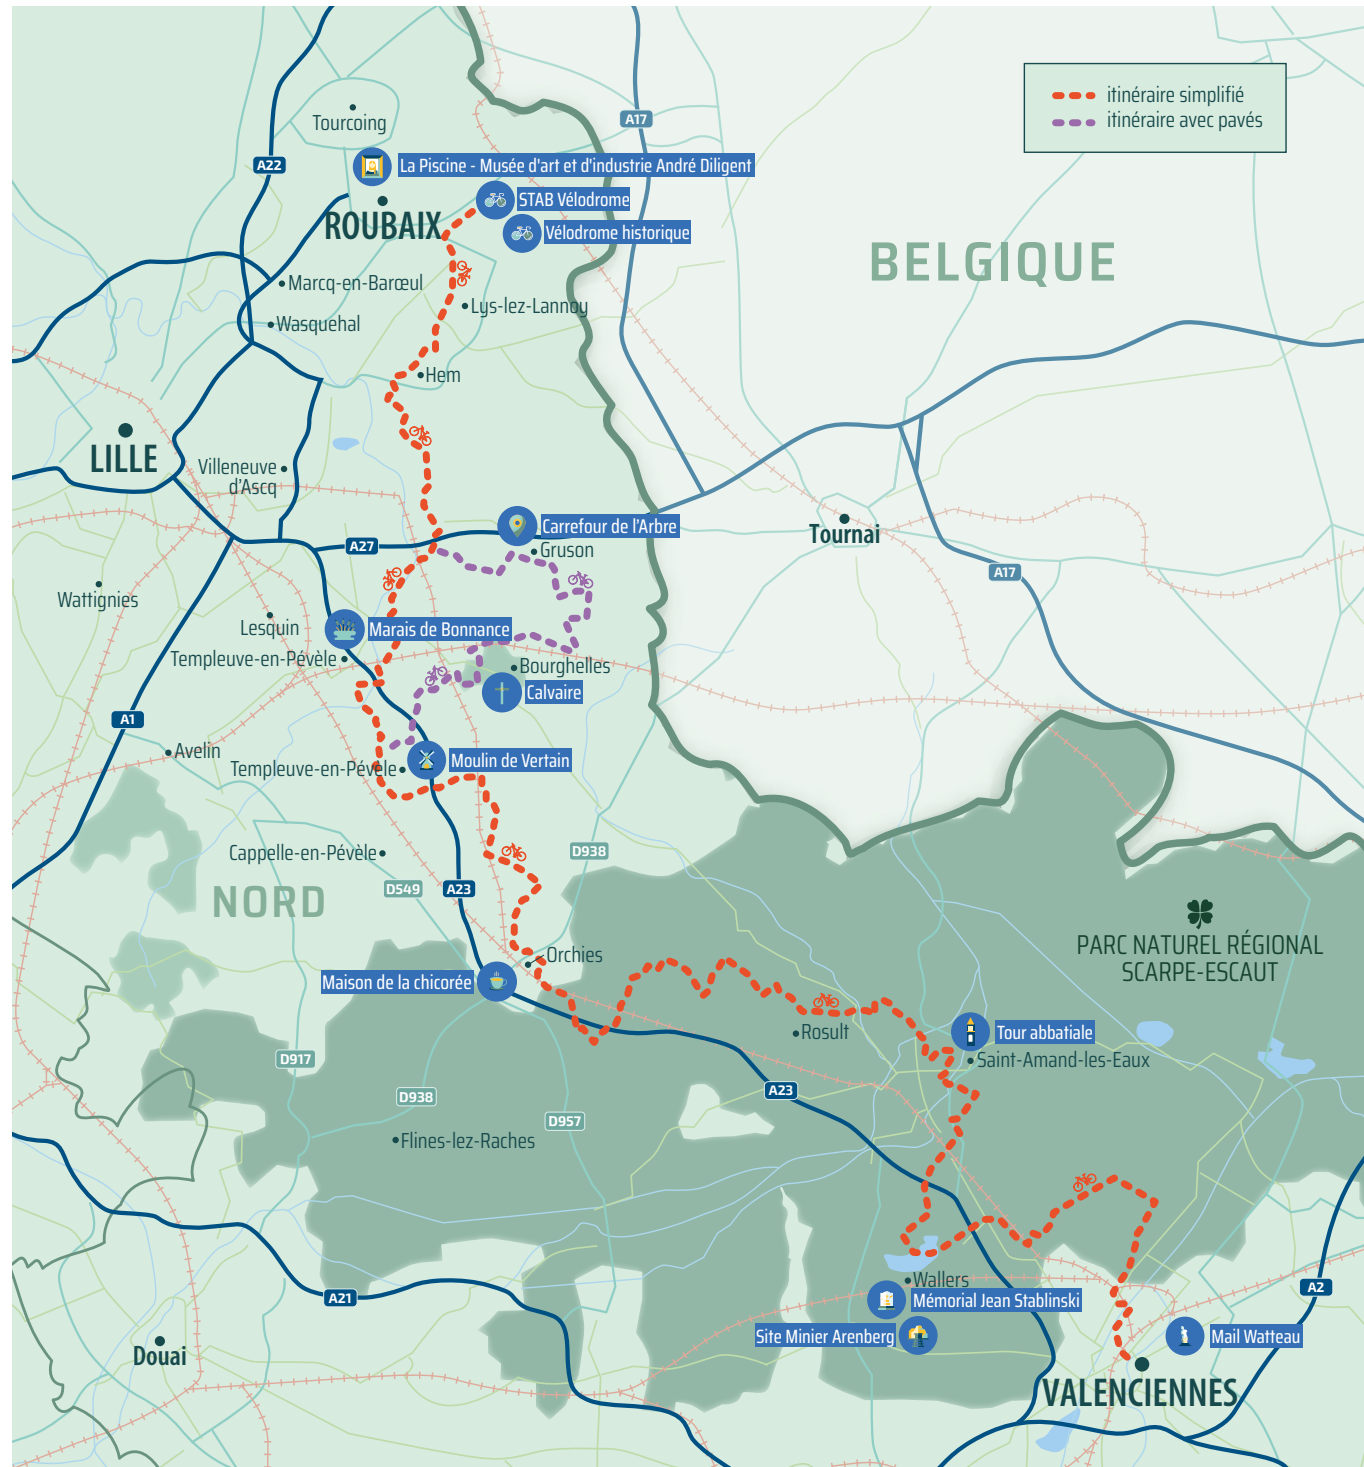 itinéraire simplifié
itinéraire avec pavés
A17
Tourcoing
A22
La Piscine - Musée d'art et d'industrie André Diligent
STAB Vélodrome
ROUBAIX
Vélodrome historique
BELGIQUE
Marcq-en-Barœul
Lys-lez-Lannoy
Wasquehal
Hem
LILLE
Villeneuve
d'Ascq
Carrefour de l'Arbre
Tournai
A27
Gruson
A17
Wattignies
Lesquin
Marais de Bonnance
Templeuve-en-Pévèle
Bourghelles
Calvaire
A1
Avelin
Templeuve-en-Pévèle
Moulin de Vertain
Cappelle-en-Pévèle
D938
D549
A23
NORD
PARC NATUREL RÉGIONAL
SCARPE-ESCAUT
Orchies
Maison de la chicorée
Rosult
Tour abbatiale
Saint-Amand-les-Eaux
D917
A23
D938
D957
Flines-lez-Raches
Wallers
A2
A21
Mémorial Jean Stablinski
Site Minier Arenberg
Mail Watteau
Douai
VALENCIENNES